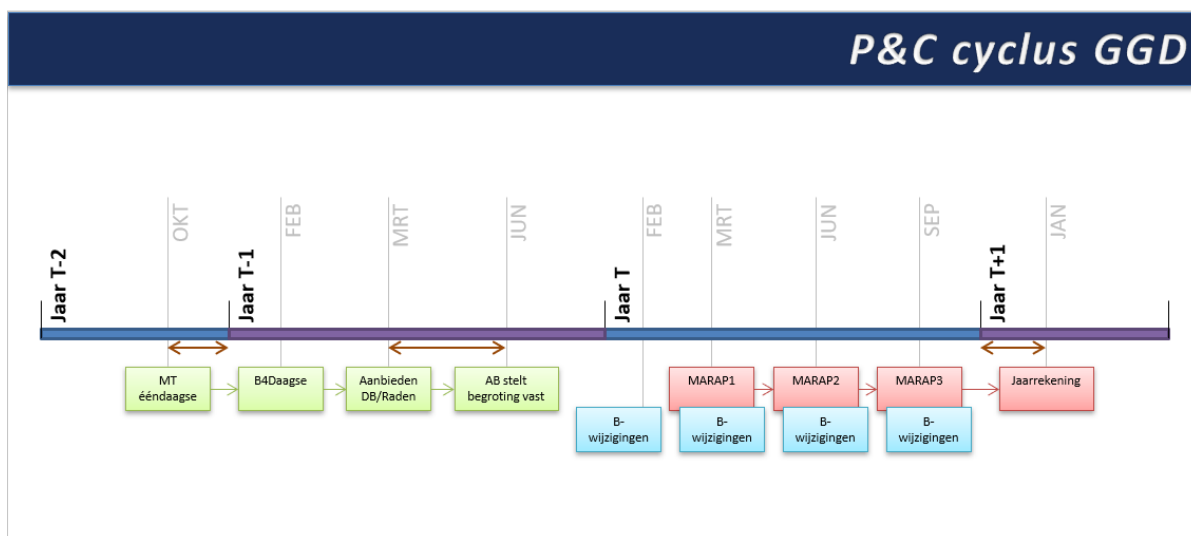 P&C cyclus GGD
OKT
FEB
MRT
JUN
FEB
MRT
JUN
SEP
JAN
Jaar T-2
Jaar T-1
Jaar T
Jaar T+1
MT
ééndaagse
B4Daagse
Aanbieden
DB/Raden
AB stelt
begroting vast
MARAP1
MARAP2
MARAP3
Jaarrekening
B-
wijzigingen
B-
wijzigingen
B-
wijzigingen
B-
wijzigingen